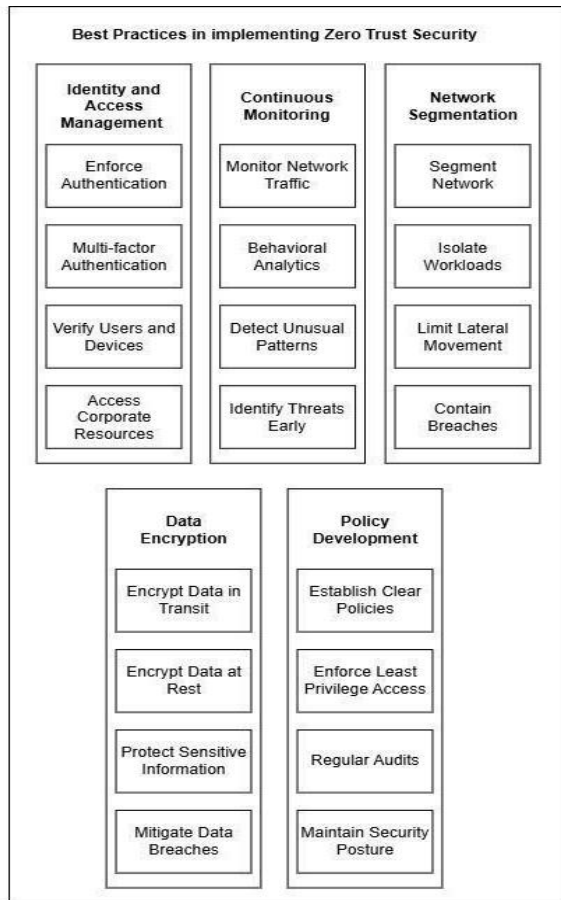 Best Practices in implementing Zero Trust Security
Identity and
Access
Management
Enforce
Authentication
Multi-factor
Authentication
Verify Users and
Devices
Access
Corporate
Resources
Continuous
Monitoring
Monitor Network
Traffic
Behavioral
Analytics
Detect Unusual
Patterns
Identify Threats
Early
Network
Segmentation
Segment
Network
Isolate
Workloads
Limit Lateral
Movement
Contain
Breaches
Data
Encryption
Encrypt Data in
Transit
Encrypt Data at
Rest
Protect Sensitive
Information
Mitigate Data
Breaches
Policy
Development
Establish Clear
Policies
Enforce Least
Privilege Access
Regular Audits
Maintain Security
Posture